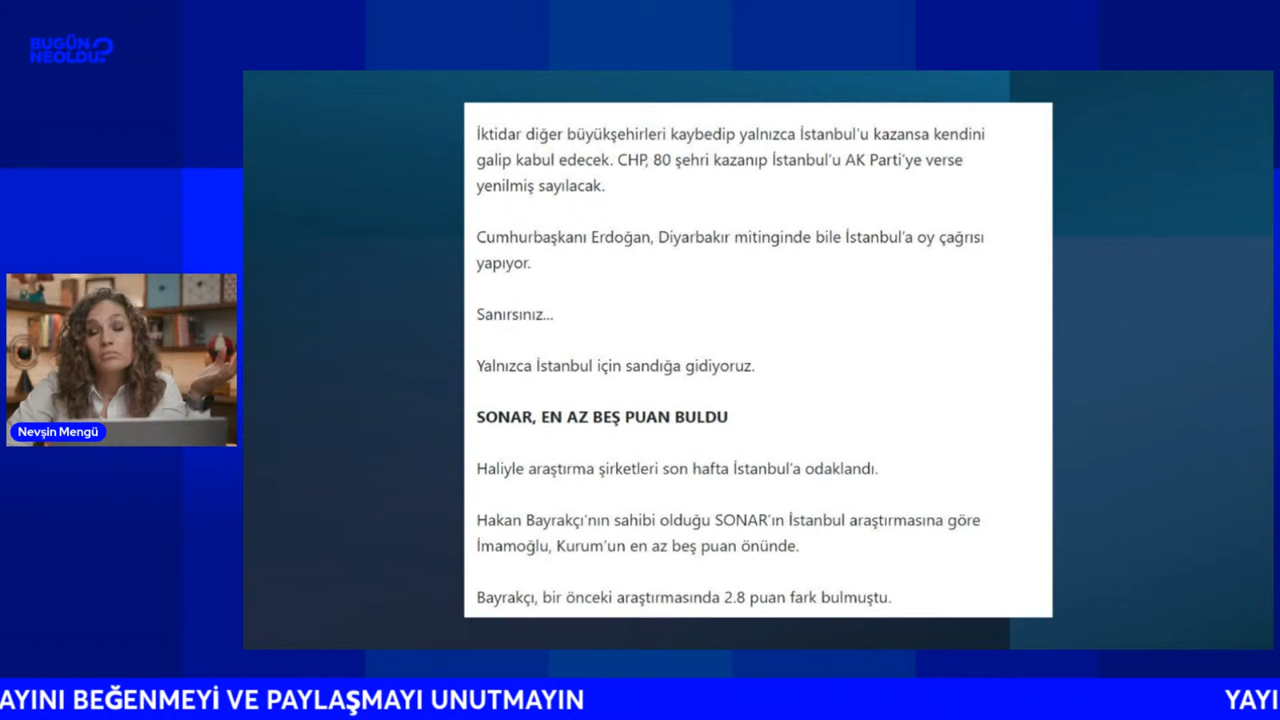 BUGÜN
NEOLDU?
İktidar diğer büyükşehirleri kaybedip yalnızca İstanbul'u kazansa kendini
galip kabul edecek. CHP, 80 şehri kazanıp İstanbul'u AK Parti'ye verse
yenilmiş sayılacak.
Cumhurbaşkanı Erdoğan, Diyarbakır mitinginde bile İstanbul'a oy çağrısı
yapıyor.
Sanırsınız...
Yalnızca İstanbul için sandığa gidiyoruz.
SONAR, EN AZ BEŞ PUAN BULDU
Haliyle araştırma şirketleri son hafta İstanbul'a odaklandı.
Hakan Bayrakçı'nın sahibi olduğu SONAR'ın İstanbul araştırmasına göre
İmamoğlu, Kurum'un en az beş puan önünde.
Bayrakçı, bir önceki araştırmasında 2.8 puan fark bulmuştu.
Nevşin Mengü
AYINI BEĞENMEYİ VE PAYLAŞMAYI UNUTMAYIN YAYI